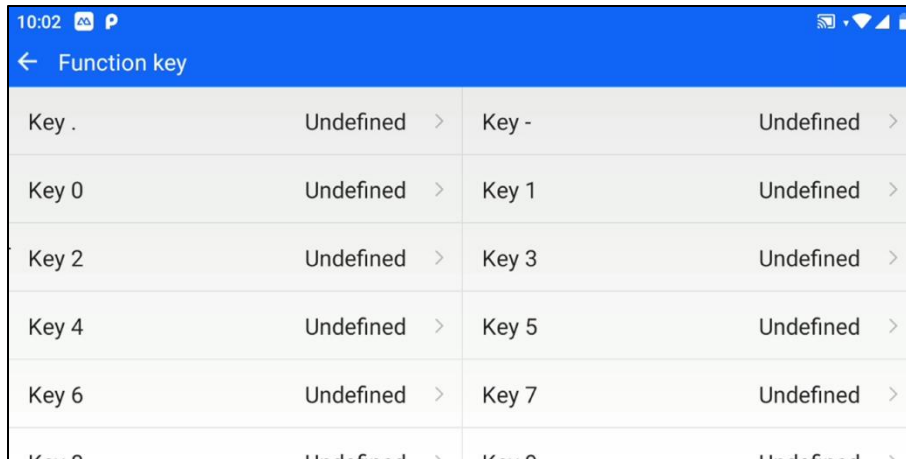 10:02
Function key
Key . Undefined Key - Undefined
Key 0 Undefined Key 1 Undefined
Key 2 Undefined Key 3 Undefined
Key 4 Undefined Key 5 Undefined
Key 6 Undefined Key 7 Undefined